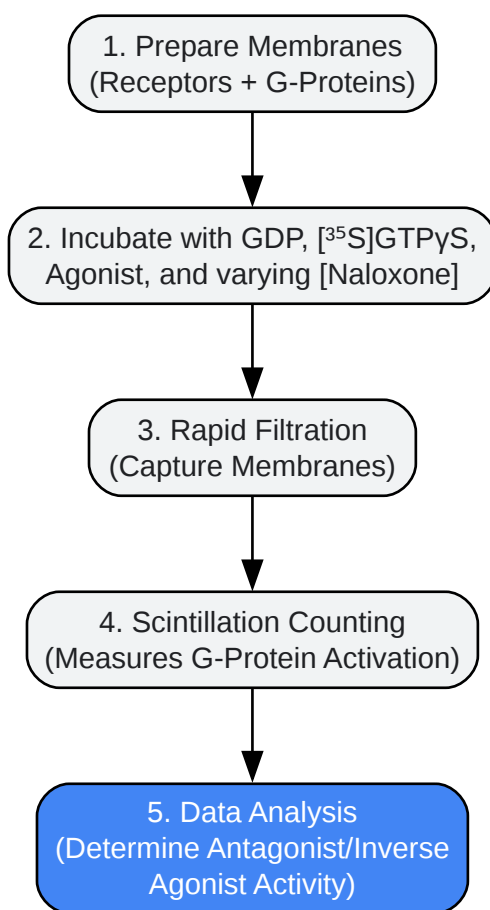 1. Prepare Membranes
(Receptors + G-Proteins)
2. Incubate with GDP, [³⁵S]GTPγS,
Agonist, and varying [Naloxone]
3. Rapid Filtration
(Capture Membranes)
4. Scintillation Counting
(Measures G-Protein Activation)
5. Data Analysis
(Determine Antagonist/Inverse
Agonist Activity)